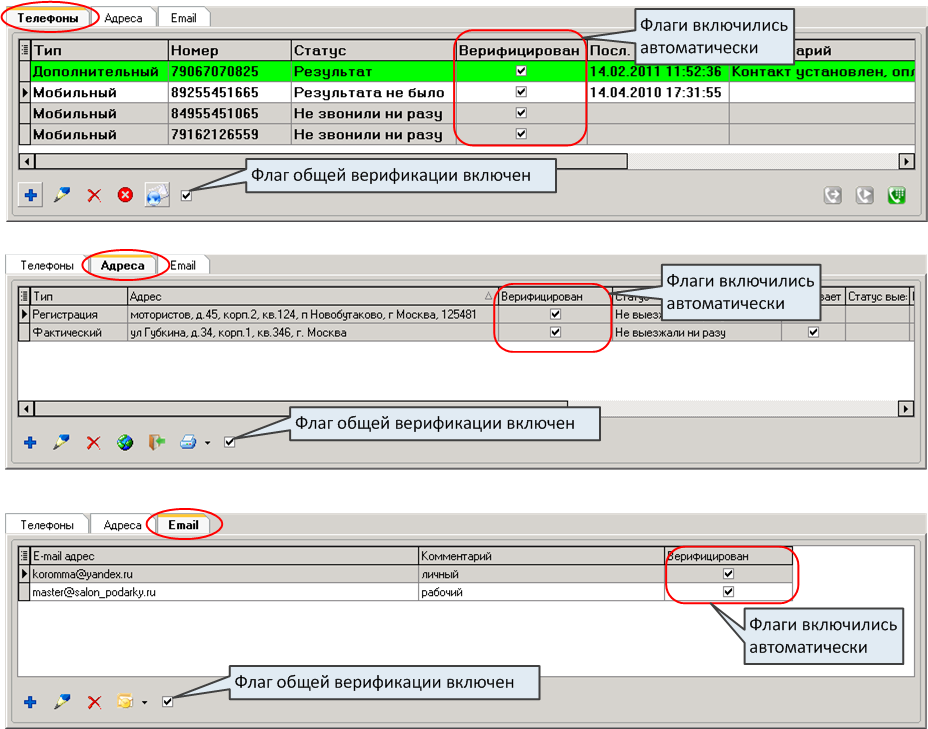 Телефоны Адреса Email
Флаги включились
автоматически
Тип Номер Статус Верифицирован Посл. арий
Дополнительный 79067070825 Результат 14.02.2011 11:52:36 Контакт установлен, опл
Мобильный 89255451665 Результата не было 14.04.2010 17:31:55
Мобильный 84955451065 Не звонили ни разу
Мобильный 79162126559 Не звонили ни разу
Флаг общей верификации включен
Телефоны Адреса Email
Флаги включились
автоматически
Тип Адрес Верифицирован Статус вает Статус выез
Регистрация мотористов, д.45, корп.2, кв.124, п Новобутаково, г Москва, 125481 Не выезж
Фактический ул Губкина, д.34, корп.1, кв.346, г. Москва Не выезжали ни разу
Флаг общей верификации включен
Телефоны Адреса Email
E-mail адрес Комментарий Верифицирован
koromma@yandex.ru личный
master@salon_podarky.ru рабочий
Флаги включились
автоматически
Флаг общей верификации включен